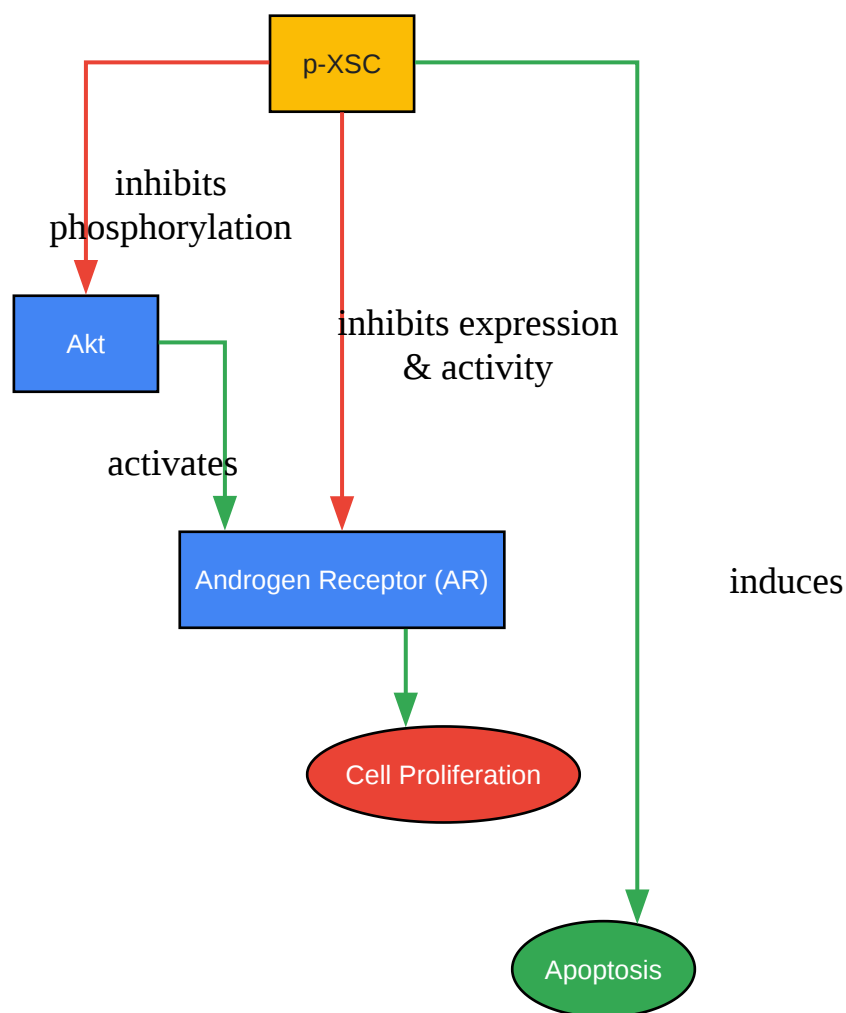 p-XSC
inhibits
phosphorylation
inhibits expression
& activity
Akt
activates
Androgen Receptor (AR)
induces
Cell Proliferation
Apoptosis